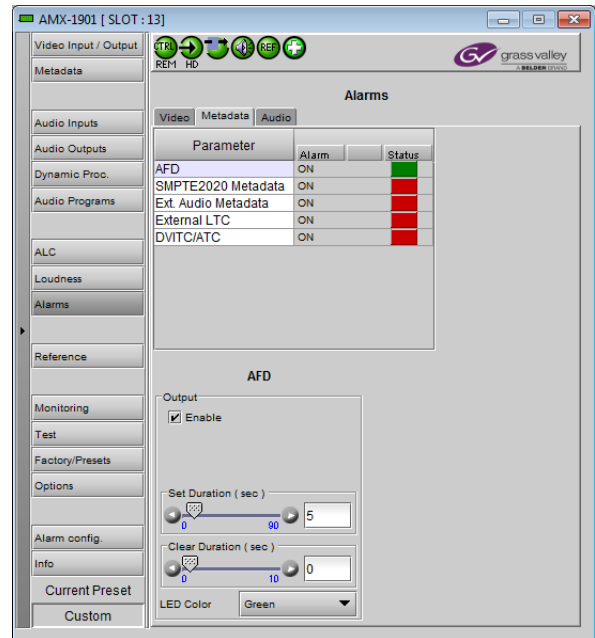 AMX-1901 [ SLOT : 13]
Video Input / Output
Metadata
Audio Inputs
Audio Outputs
Dynamic Proc.
Audio Programs
ALC
Loudness
Alarms
Reference
Monitoring
Test
Factory/Presets
Options
Alarm config.
Info
Current Preset
Custom
CTRL
REF
REM HD
GV grass valley
A BELDEN BRAND
Alarms
Video Metadata Audio
Parameter Alarm Status
AFD ON
SMPTE2020 Metadata ON
Ext. Audio Metadata ON
External LTC ON
DVITC/ATC ON
AFD
Output
Enable
Set Duration ( sec )
0 90 5
Clear Duration ( sec )
0 10 0
LED Color Green